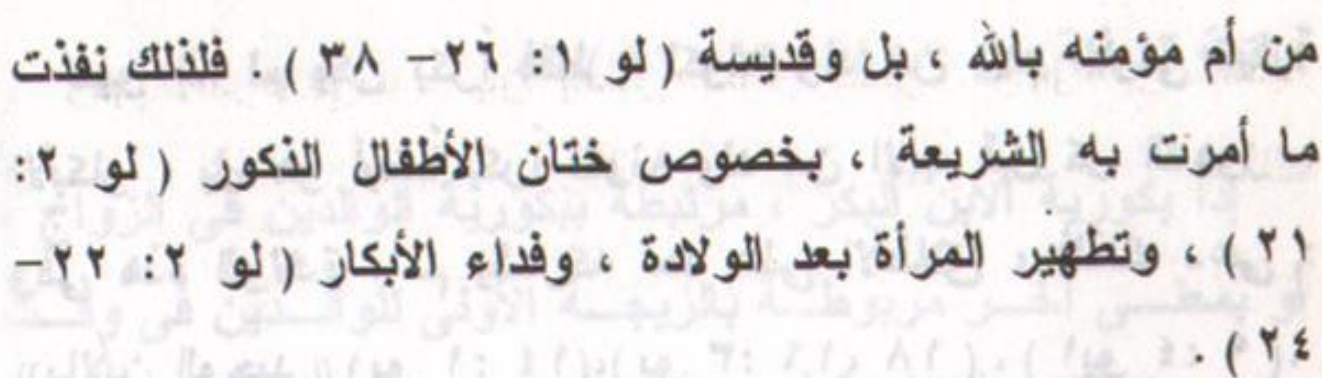 من أم مؤمنه بالله ، بل وقديسة ( لو ١: ٢٦- ٣٨ ) . فلذلك نفذت
ما أمرت به الشريعة ، بخصوص ختان الأطفال الذكور ( لو ٢:
٢١ ) ، وتطهير المرأة بعد الولادة ، وفداء الأبكار ( لو ٢: ٢٢-
٢٤ ) .